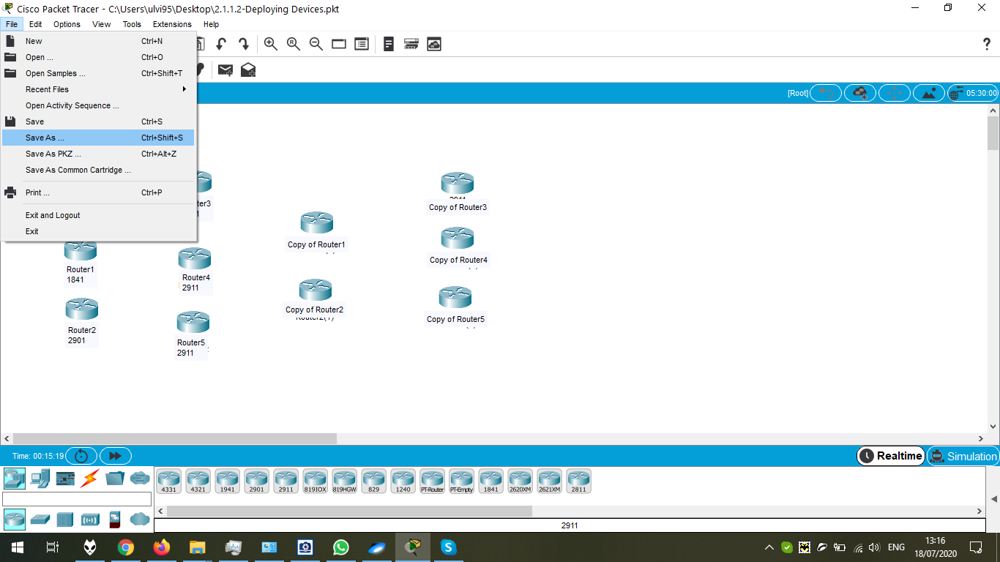 Cisco Packet Tracer - C:\Users\ulvi95\Desktop\2.1.1.2-Deploying Devices.pkt
File Edit Options View Tools Extensions Help
New Ctrl+N
Open ... Ctrl+O
Open Samples ... Ctrl+Shift+T
Recent Files
Open Activity Sequence ...
Save Ctrl+S
Save As ... Ctrl+Shift+S
Save As PKZ ... Ctrl+Alt+Z
Save As Common Cartridge ...
Print ... Ctrl+P
Exit and Logout
Exit
?
[Root]
05:30:00
ter3
1
Copy of Router3
Copy of Router1
Copy of Router4
Router1
1841
Router4
2911
Copy of Router2
Router2(1)
Copy of Router5
Router2
2901
Router5
2911
Time: 00:15:19
Realtime
Simulation
4331 4321 1941 2901 2911 819IOX 819HGW 829 1240 PT-Router PT-Empty 1841 2620XM 2621XM 2811
2911
ENG
13:16
18/07/2020